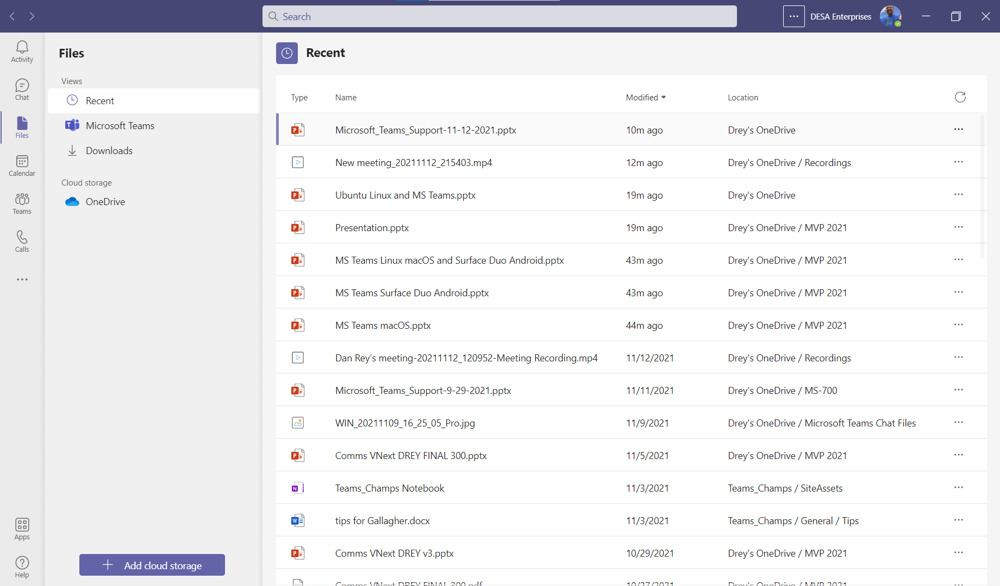 Search
DESA Enterprises
Activity
Chat
Files
Calendar
Teams
Calls
Apps
Help
Files
Views
Recent
Microsoft Teams
Downloads
Cloud storage
OneDrive
Add cloud storage
Recent
Type Name Modified Location
Microsoft_Teams_Support-11-12-2021.pptx 10m ago Drey's OneDrive
New meeting_20211112_215403.mp4 12m ago Drey's OneDrive / Recordings
Ubuntu Linux and MS Teams.pptx 19m ago Drey's OneDrive
Presentation.pptx 19m ago Drey's OneDrive / MVP 2021
MS Teams Linux macOS and Surface Duo Android.pptx 43m ago Drey's OneDrive / MVP 2021
MS Teams Surface Duo Android.pptx 43m ago Drey's OneDrive / MVP 2021
MS Teams macOS.pptx 44m ago Drey's OneDrive / MVP 2021
Dan Rey’s meeting-20211112_120952-Meeting Recording.mp4 11/12/2021 Drey's OneDrive / Recordings
Microsoft_Teams_Support-9-29-2021.pptx 11/11/2021 Drey's OneDrive / MS-700
WIN_20211109_16_25_05_Pro.jpg 11/9/2021 Drey's OneDrive / Microsoft Teams Chat Files
Comms VNext DREY FINAL 300.pptx 11/5/2021 Drey's OneDrive / MVP 2021
Teams_Champs Notebook 11/3/2021 Teams_Champs / SiteAssets
tips for Gallagher.docx 11/3/2021 Teams_Champs / General / Tips
Comms VNext DREY v3.pptx 10/29/2021 Drey's OneDrive / MVP 2021
Comms VNext DREY FINAL 300.pdf 10/27/2021 Drey's OneDrive / MVP 2021